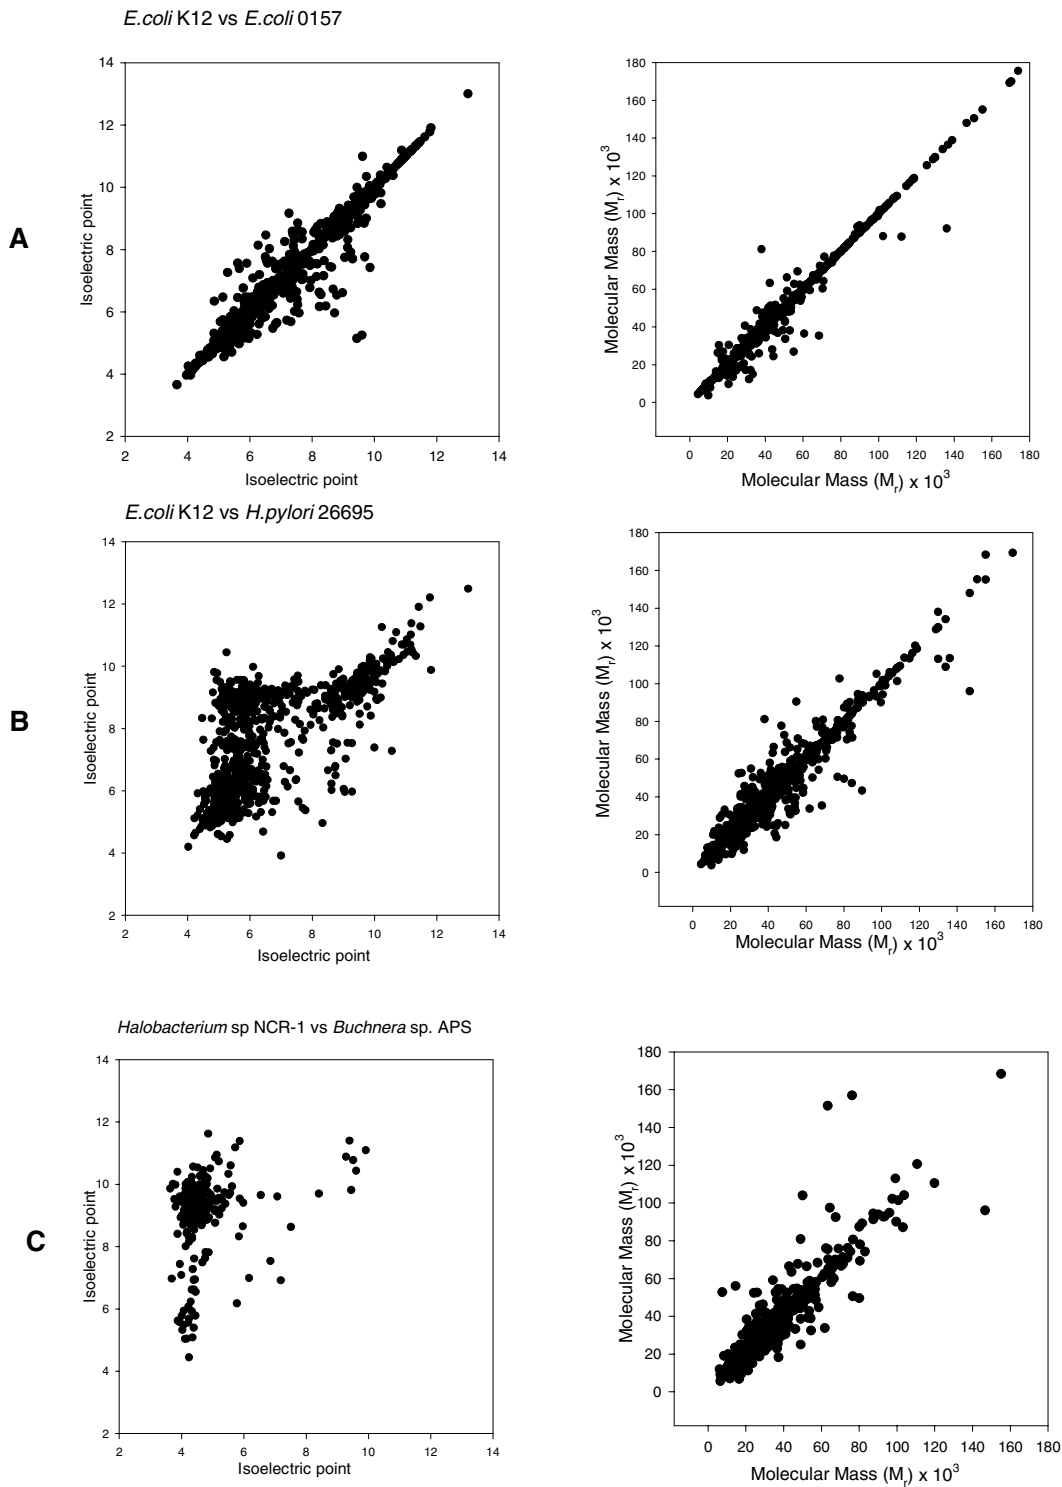 E.coli K12 vs E.coli 0157
A
14
12
10
8
6
4
2
Isoelectric point
2 4 6 8 10 12 14
Isoelectric point
180
160
140
120
100
80
60
40
20
0
Molecular Mass (Mr) x 10³
0 20 40 60 80 100 120 140 160 180
Molecular Mass (Mr) x 10³
E.coli K12 vs H.pylori 26695
B
14
12
10
8
6
4
2
Isoelectric point
2 4 6 8 10 12 14
Isoelectric point
180
160
140
120
100
80
60
40
20
0
Molecular Mass (Mr) x 10³
0 20 40 60 80 100 120 140 160 180
Molecular Mass (Mr) x 10³
Halobacterium sp NCR-1 vs Buchnera sp. APS
C
14
12
10
8
6
4
2
Isoelectric point
2 4 6 8 10 12 14
Isoelectric point
180
160
140
120
100
80
60
40
20
0
Molecular Mass (Mr) x 10³
0 20 40 60 80 100 120 140 160 180
Molecular Mass (Mr) x 10³